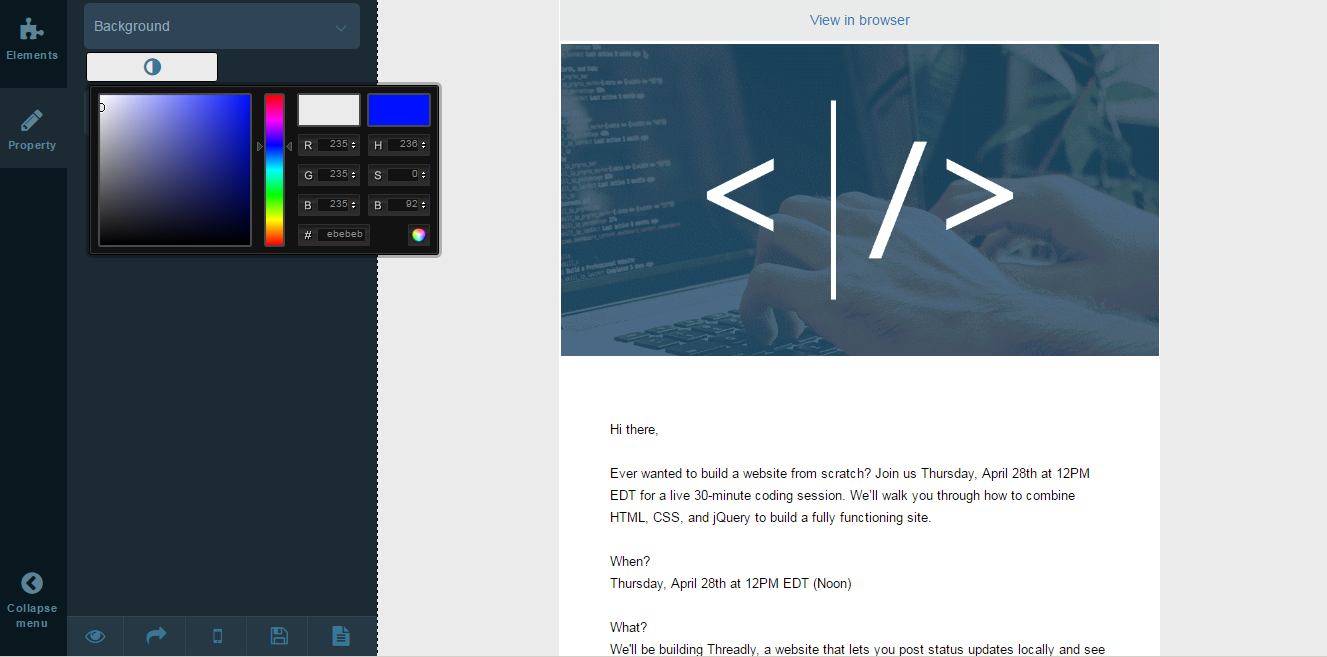 Elements
Property
Collapse
menu
Background
R 235 H 236
G 235 S 0
B 235 B 92
# ebebeb
View in browser
< | / >
Hi there,
Ever wanted to build a website from scratch? Join us Thursday, April 28th at 12PM
EDT for a live 30-minute coding session. We'll walk you through how to combine
HTML, CSS, and jQuery to build a fully functioning site.
When?
Thursday, April 28th at 12PM EDT (Noon)
What?
We'll be building Threadly, a website that lets you post status updates locally and see